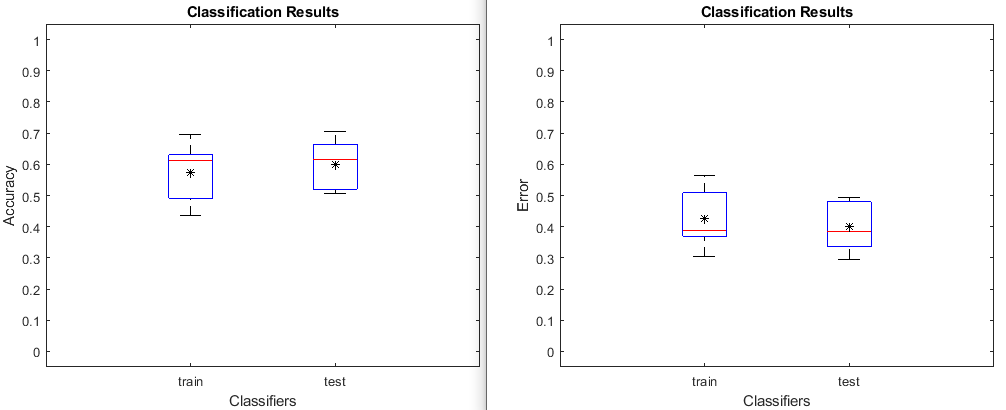 Classification Results
1
0.9
0.8
0.7
0.6
0.5
0.4
0.3
0.2
0.1
0
Accuracy
train test
Classifiers
Classification Results
1
0.9
0.8
0.7
0.6
0.5
0.4
0.3
0.2
0.1
0
Error
train test
Classifiers